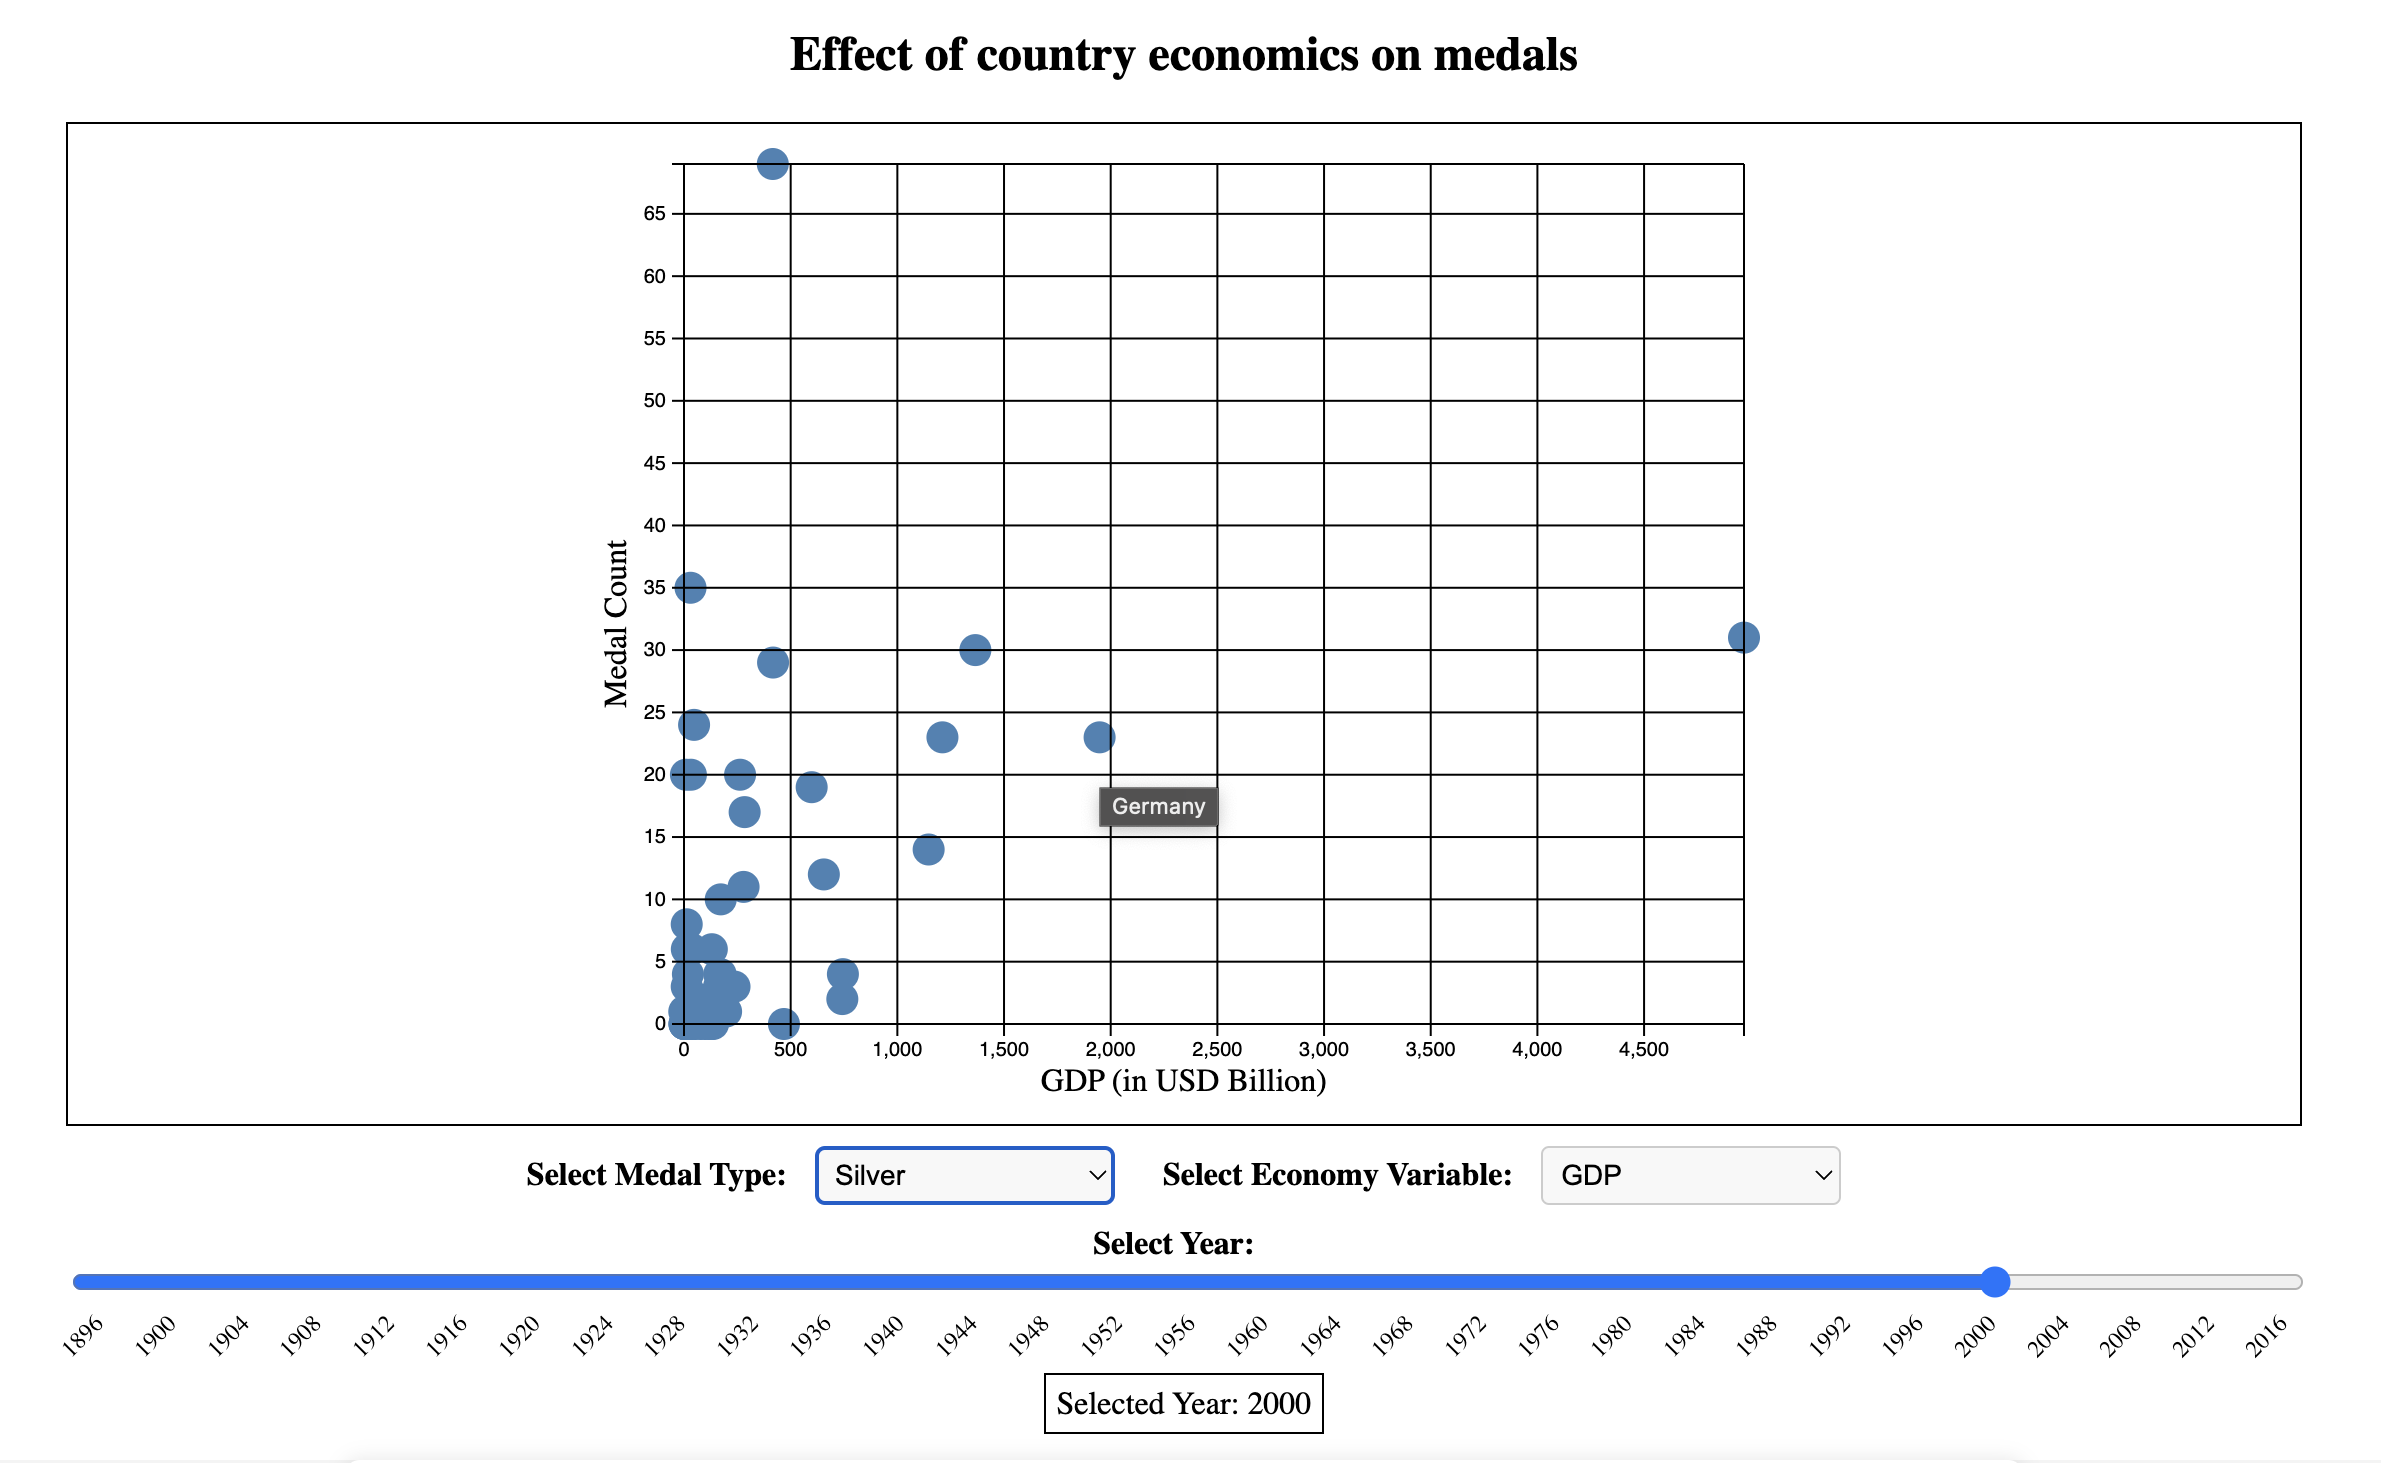 Effect of country economics on medals
65
60
55
50
45
40
35
30
25
20
15
10
5
0
Medal Count
Germany
0 500 1,000 1,500 2,000 2,500 3,000 3,500 4,000 4,500
GDP (in USD Billion)
Select Medal Type: Silver Select Economy Variable: GDP
Select Year:
1896 1900 1904 1908 1912 1916 1920 1924 1928 1932 1936 1940 1944 1948 1952 1956 1960 1964 1968 1972 1976 1980 1984 1988 1992 1996 2000 2004 2008 2012 2016
Selected Year: 2000